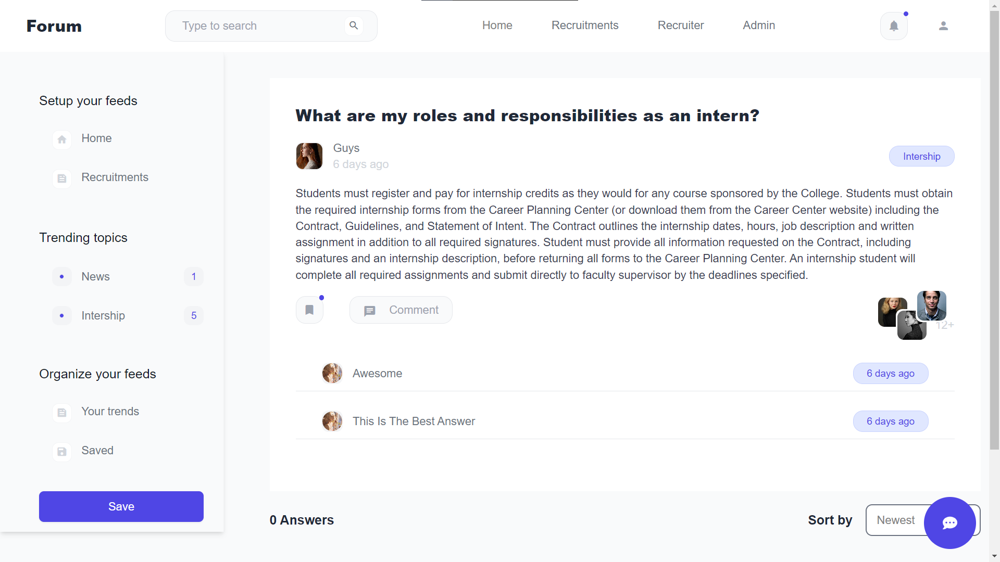 Forum
Type to search
Home
Recruitments
Recruiter
Admin
Setup your feeds
Home
Recruitments
Trending topics
News
1
Intership
5
Organize your feeds
Your trends
Saved
Save
What are my roles and responsibilities as an intern?
Guys
6 days ago
Intership
Students must register and pay for internship credits as they would for any course sponsored by the College. Students must obtain
the required internship forms from the Career Planning Center (or download them from the Career Center website) including the
Contract, Guidelines, and Statement of Intent. The Contract outlines the internship dates, hours, job description and written
assignment in addition to all required signatures. Student must provide all information requested on the Contract, including
signatures and an internship description, before returning all forms to the Career Planning Center. An internship student will
complete all required assignments and submit directly to faculty supervisor by the deadlines specified.
Comment
12+
Awesome
6 days ago
This Is The Best Answer
6 days ago
0 Answers
Sort by
Newest